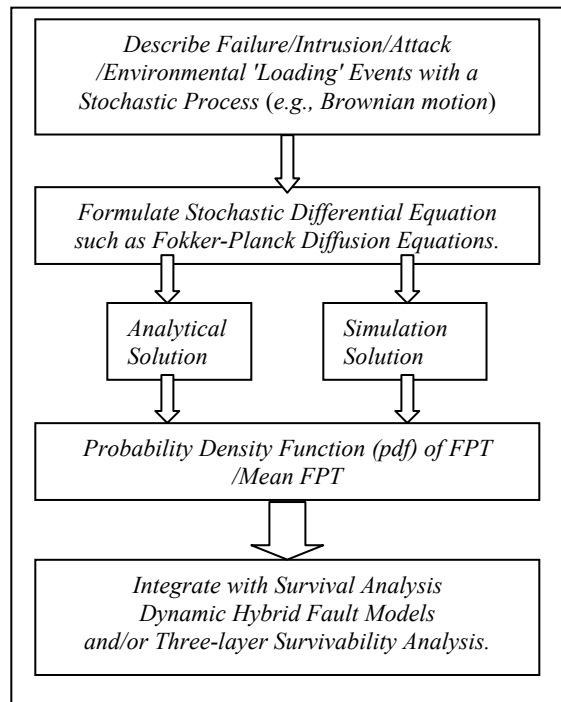 Describe Failure/Intrusion/Attack
/Environmental 'Loading' Events with a
Stochastic Process (e.g., Brownian motion)
Formulate Stochastic Differential Equation
such as Fokker-Planck Diffusion Equations.
Analytical
Solution
Simulation
Solution
Probability Density Function (pdf) of FPT
/Mean FPT
Integrate with Survival Analysis
Dynamic Hybrid Fault Models
and/or Three-layer Survivability Analysis.